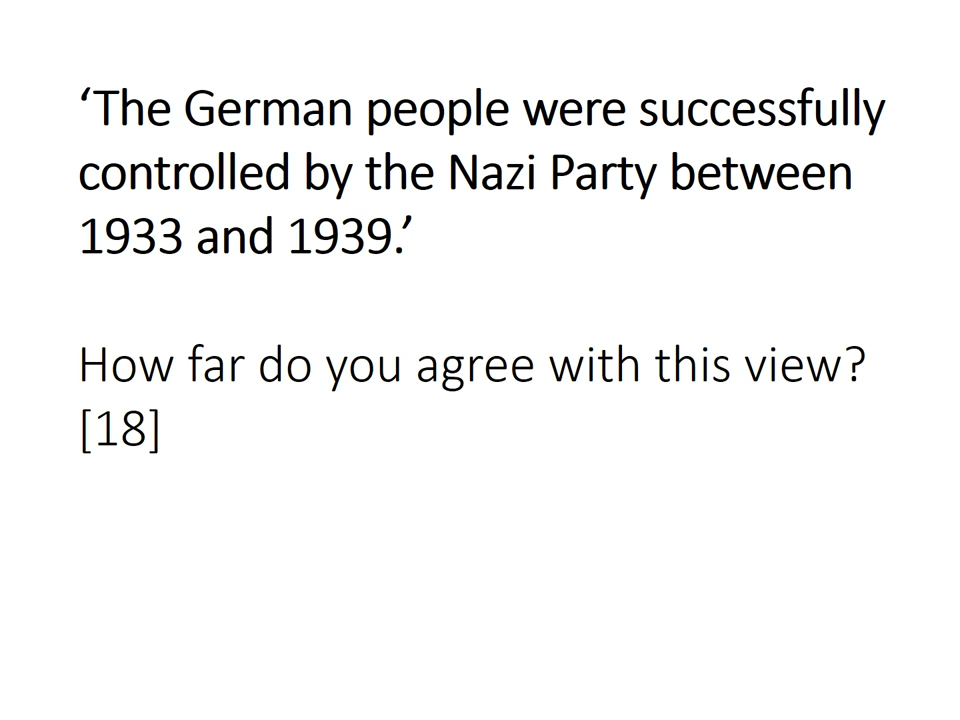 ‘The German people were successfully
controlled by the Nazi Party between
1933 and 1939.’
How far do you agree with this view?
[18]